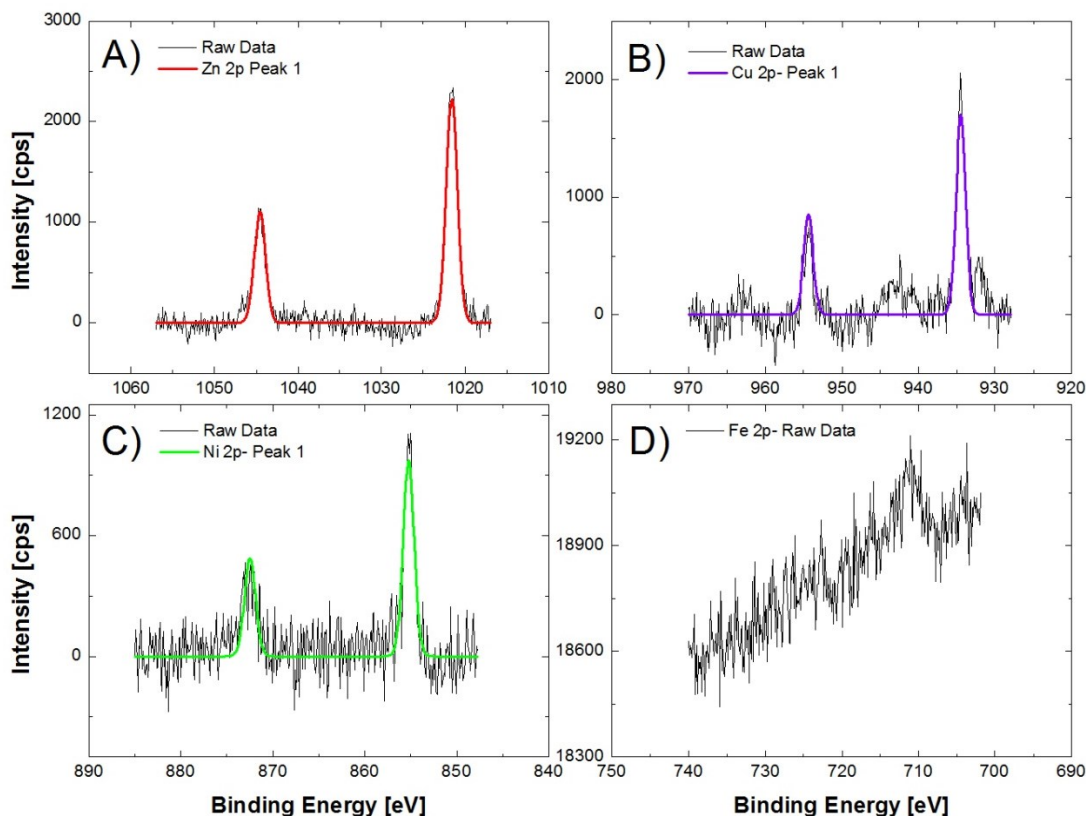 A)
Raw Data
Zn 2p Peak 1
3000
2000
1000
0
1060
1050
1040
1030
1020
1010
Intensity [cps]
B)
Raw Data
Cu 2p- Peak 1
2000
1000
0
980
970
960
950
940
930
920
C)
Raw Data
Ni 2p- Peak 1
1200
600
0
890
880
870
860
850
840
Intensity [cps]
Binding Energy [eV]
D)
Fe 2p- Raw Data
19200
18900
18600
18300
750
740
730
720
710
700
690
Binding Energy [eV]